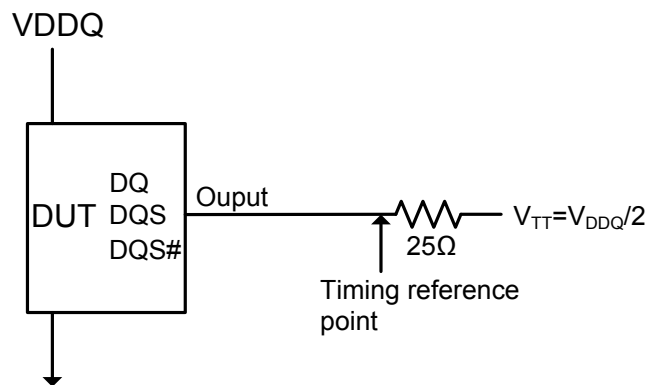 VDDQ
DUT
DQ
DQS
DQS#
Ouput
25Ω
VTT=VDDQ/2
Timing reference
point